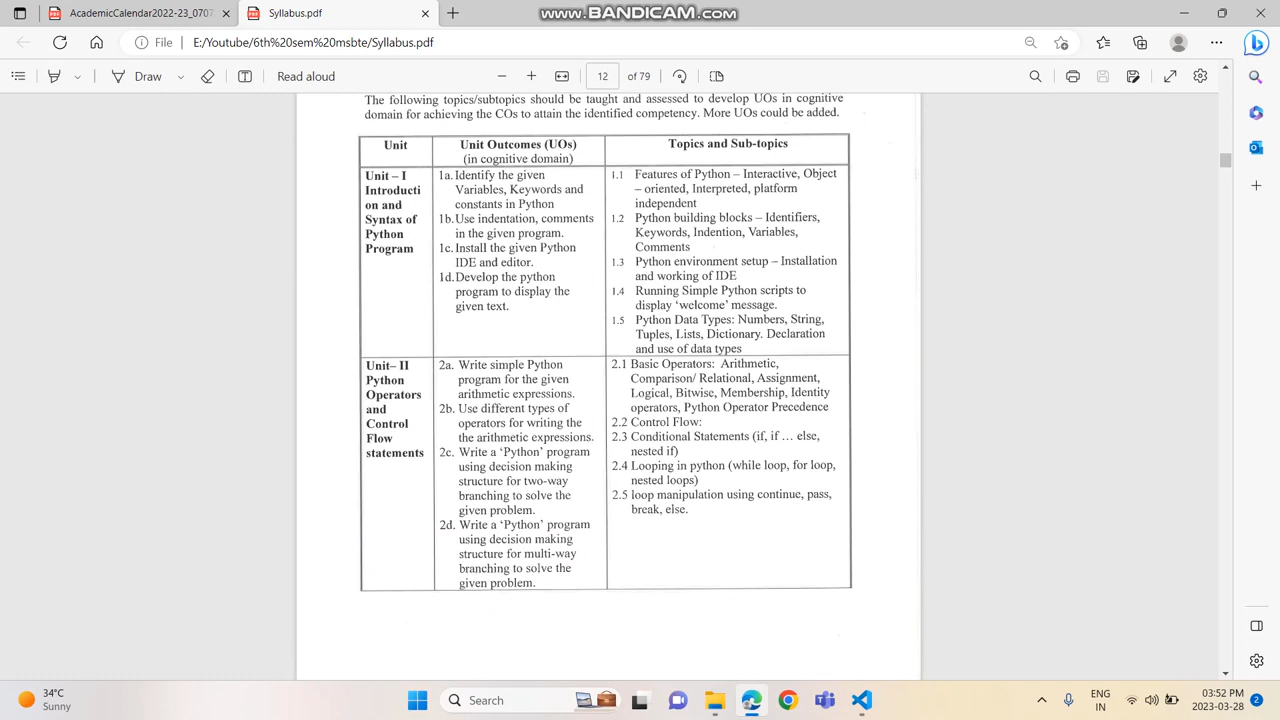 AcademicCalendar2022-23_0707
Syllabus.pdf
www.BANDICAM.com
File
E:/Youtube/6th%20sem%20msbte/Syllabus.pdf
Draw
Read aloud
12
of 79
The following topics/subtopics should be taught and assessed to develop UOs in cognitive
domain for achieving the COs to attain the identified competency. More UOs could be added.
Unit
Unit Outcomes (UOs)
(in cognitive domain)
Topics and Sub-topics
Unit – I
Introducti
on and
Syntax of
Python
Program
1a. Identify the given
Variables, Keywords and
constants in Python
1b. Use indentation, comments
in the given program.
1c. Install the given Python
IDE and editor.
1d. Develop the python
program to display the
given text.
1.1 Features of Python – Interactive, Object
– oriented, Interpreted, platform
independent
1.2 Python building blocks – Identifiers,
Keywords, Indention, Variables,
Comments
1.3 Python environment setup – Installation
and working of IDE
1.4 Running Simple Python scripts to
display ‘welcome’ message.
1.5 Python Data Types: Numbers, String,
Tuples, Lists, Dictionary. Declaration
and use of data types
Unit– II
Python
Operators
and
Control
Flow
statements
2a. Write simple Python
program for the given
arithmetic expressions.
2b. Use different types of
operators for writing the
the arithmetic expressions.
2c. Write a ‘Python’ program
using decision making
structure for two-way
branching to solve the
given problem.
2d. Write a ‘Python’ program
using decision making
structure for multi-way
branching to solve the
given problem.
2.1 Basic Operators: Arithmetic,
Comparison/ Relational, Assignment,
Logical, Bitwise, Membership, Identity
operators, Python Operator Precedence
2.2 Control Flow:
2.3 Conditional Statements (if, if … else,
nested if)
2.4 Looping in python (while loop, for loop,
nested loops)
2.5 loop manipulation using continue, pass,
break, else.
34°C
Sunny
Search
ENG
IN
03:52 PM
2023-03-28
2